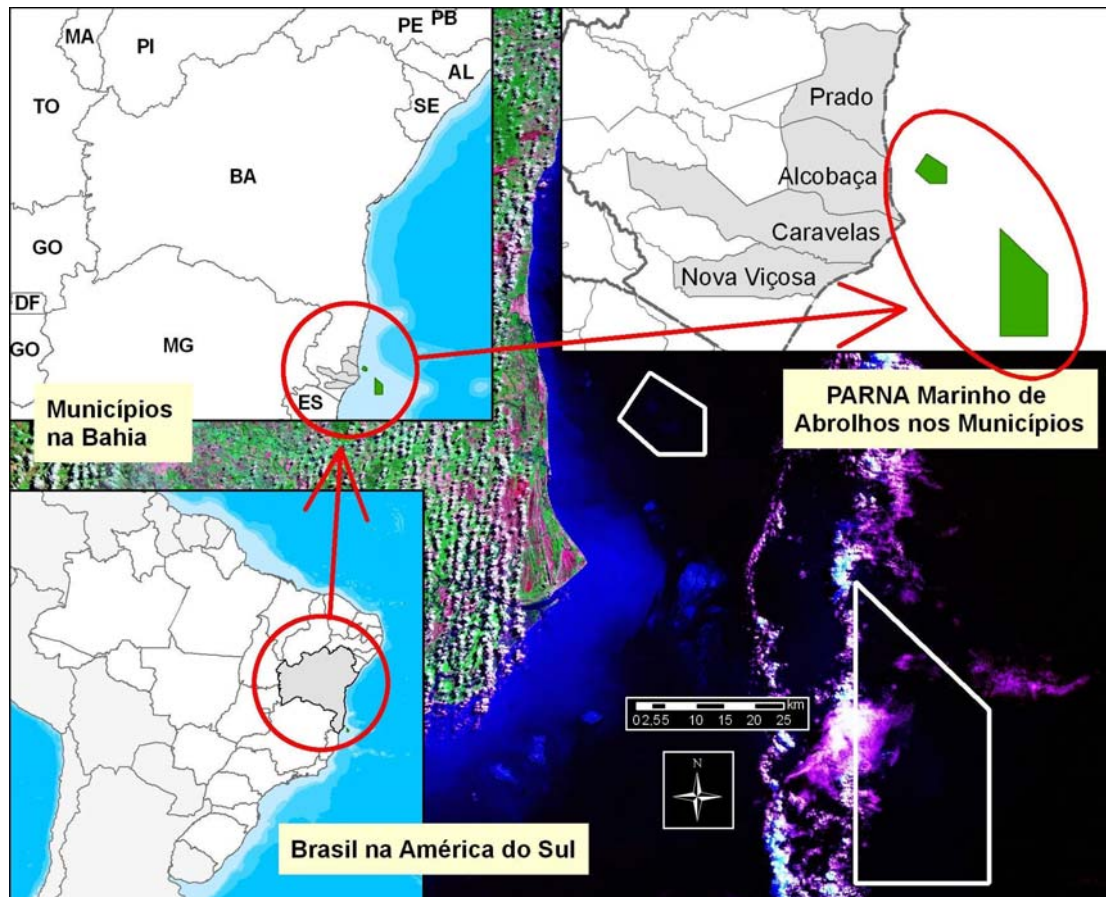 MA
PI
PE
PB
AL
SE
TO
BA
GO
DF
GO
MG
ES
Municípios
na Bahia
Prado
Alcobaça
Caravelas
Nova Viçosa
PARNA Marinho de
Abrolhos nos Municípios
Brasil na América do Sul
km
0 2,55 10 15 20 25
N